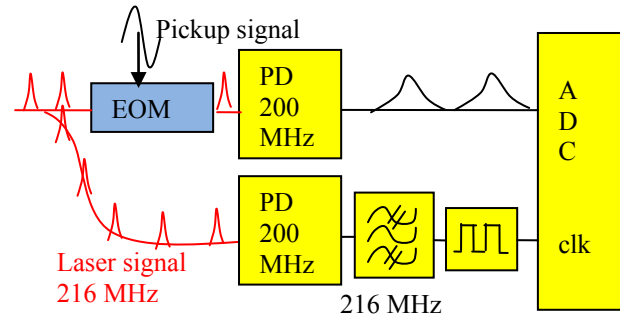 Pickup signal
EOM
PD
200
MHz
A
D
C
PD
200
MHz
clk
Laser signal
216 MHz
216 MHz